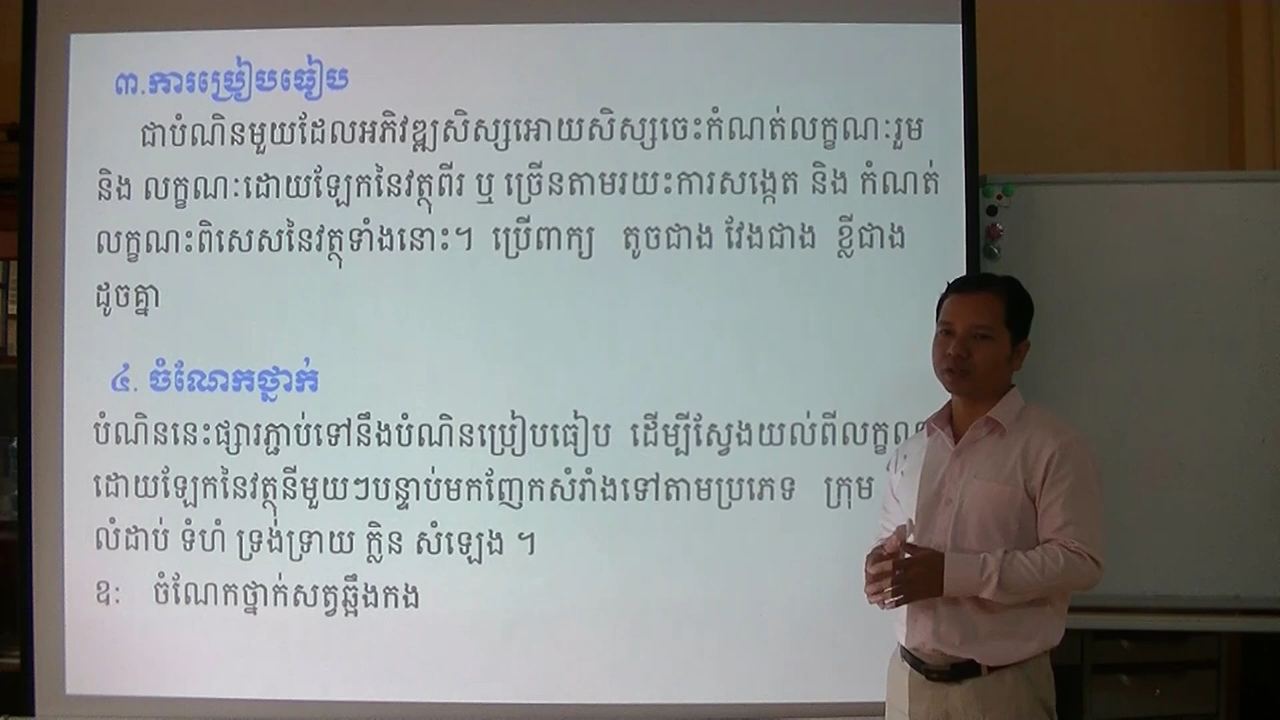 ៣.ការប្រៀបធៀប
ជាបំណិនមួយដែលអភិវឌ្ឍសិស្សអោយសិស្សចេះកំណត់លក្ខណៈរួម
និង លក្ខណៈដោយឡែកនៃវត្ថុពីរ ឬ ច្រើនតាមរយះការសង្កេត និង កំណត់
លក្ខណះពិសេសនៃវត្ថុទាំងនោះ។ ប្រើពាក្យ តូចជាង វែងជាង ខ្លីជាង
ដូចគ្នា
៤. ចំណែកថ្នាក់
បំណិននេះផ្សារភ្ជាប់ទៅនឹងបំណិនប្រៀបធៀប ដើម្បីស្វែងយល់ពី
ដោយឡែកនៃវត្ថុនីមួយៗបន្ទាប់មកញែកសំរាំងទៅតាមប្រភេទ ក្រុម
លំដាប់ ទំហំ ទ្រង់ទ្រាយ ក្លិន សំឡេង ។
ឧៈ ចំណែកថ្នាក់សត្វឆ្អឹងកង